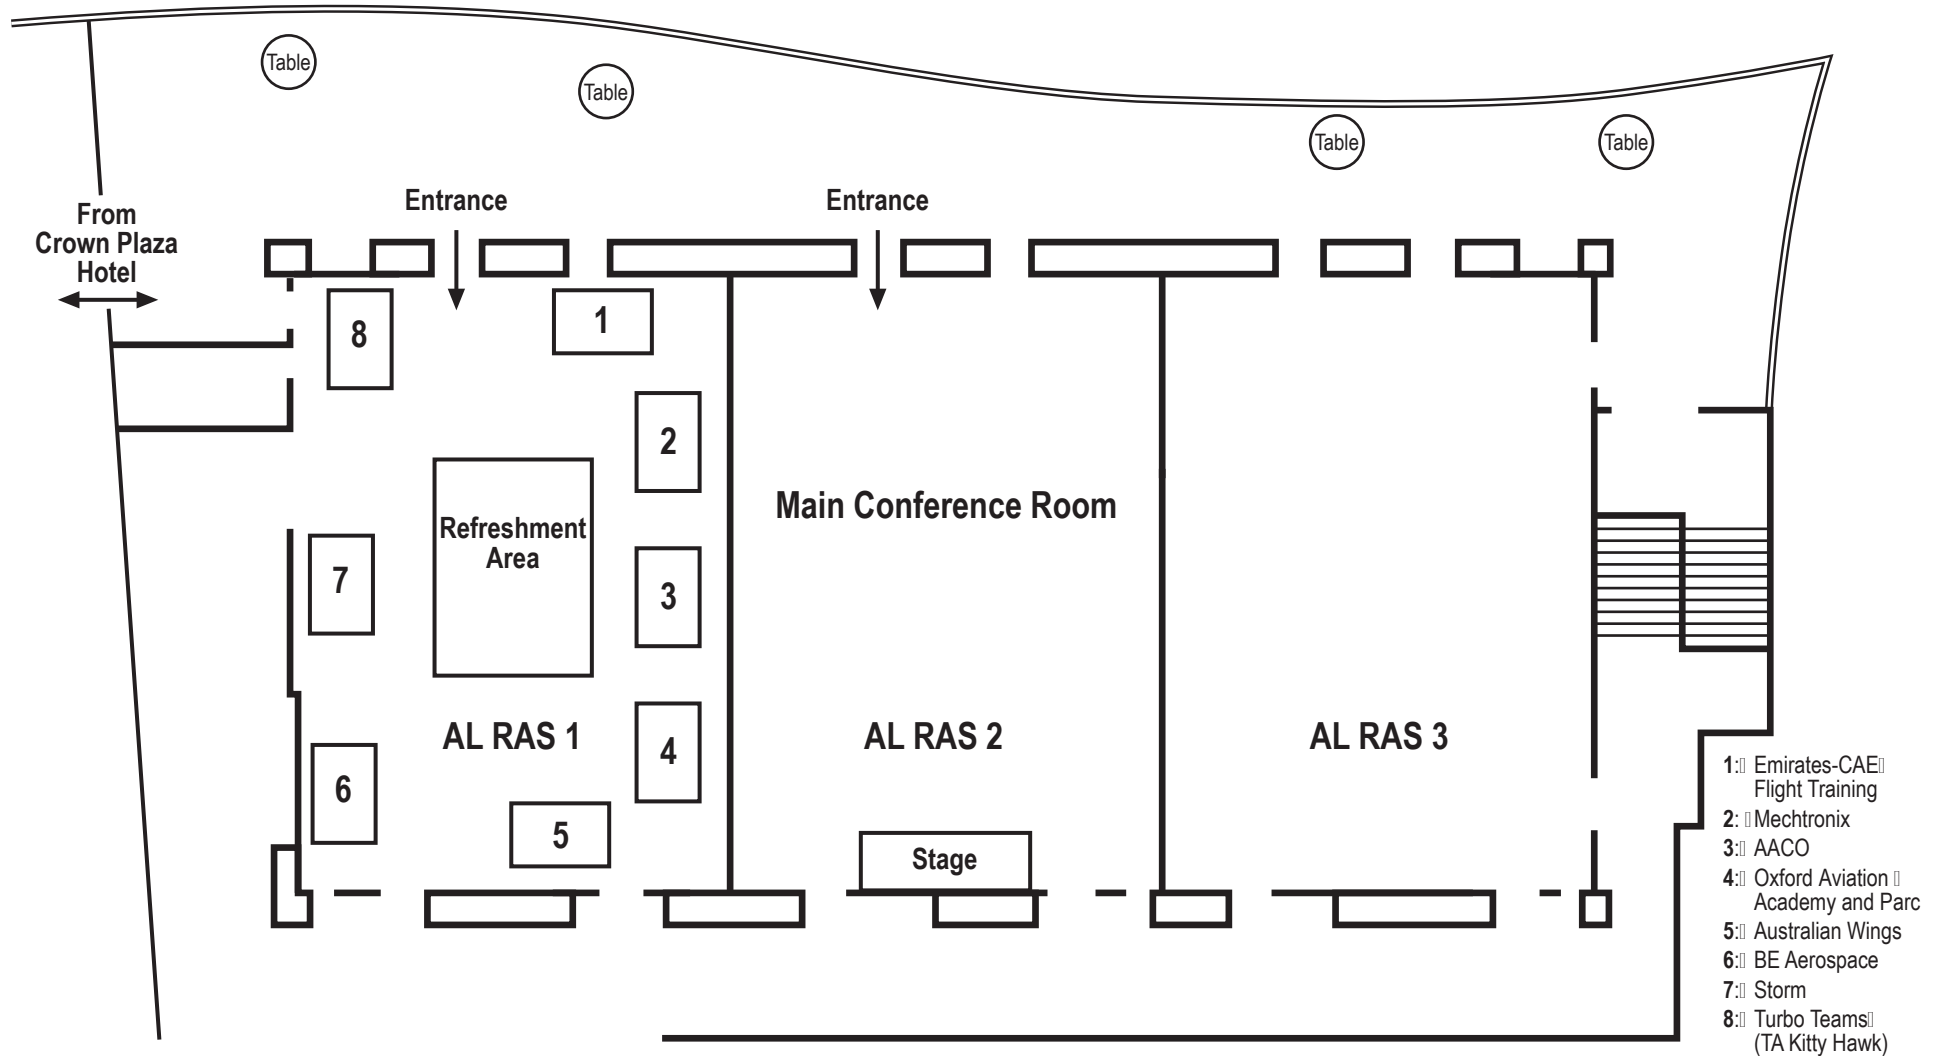 Table
Table
Table
Table
Entrance
Entrance
From
Crown Plaza
Hotel
8
1
2
Refreshment
Area
Main Conference Room
7
3
AL RAS 1
AL RAS 2
AL RAS 3
4
6
5
Stage
1: Emirates-CAE
Flight Training
2: Mechtronix
3: AACO
4: Oxford Aviation
Academy and Parc
5: Australian Wings
6: BE Aerospace
7: Storm
8: Turbo Teams
(TA Kitty Hawk)